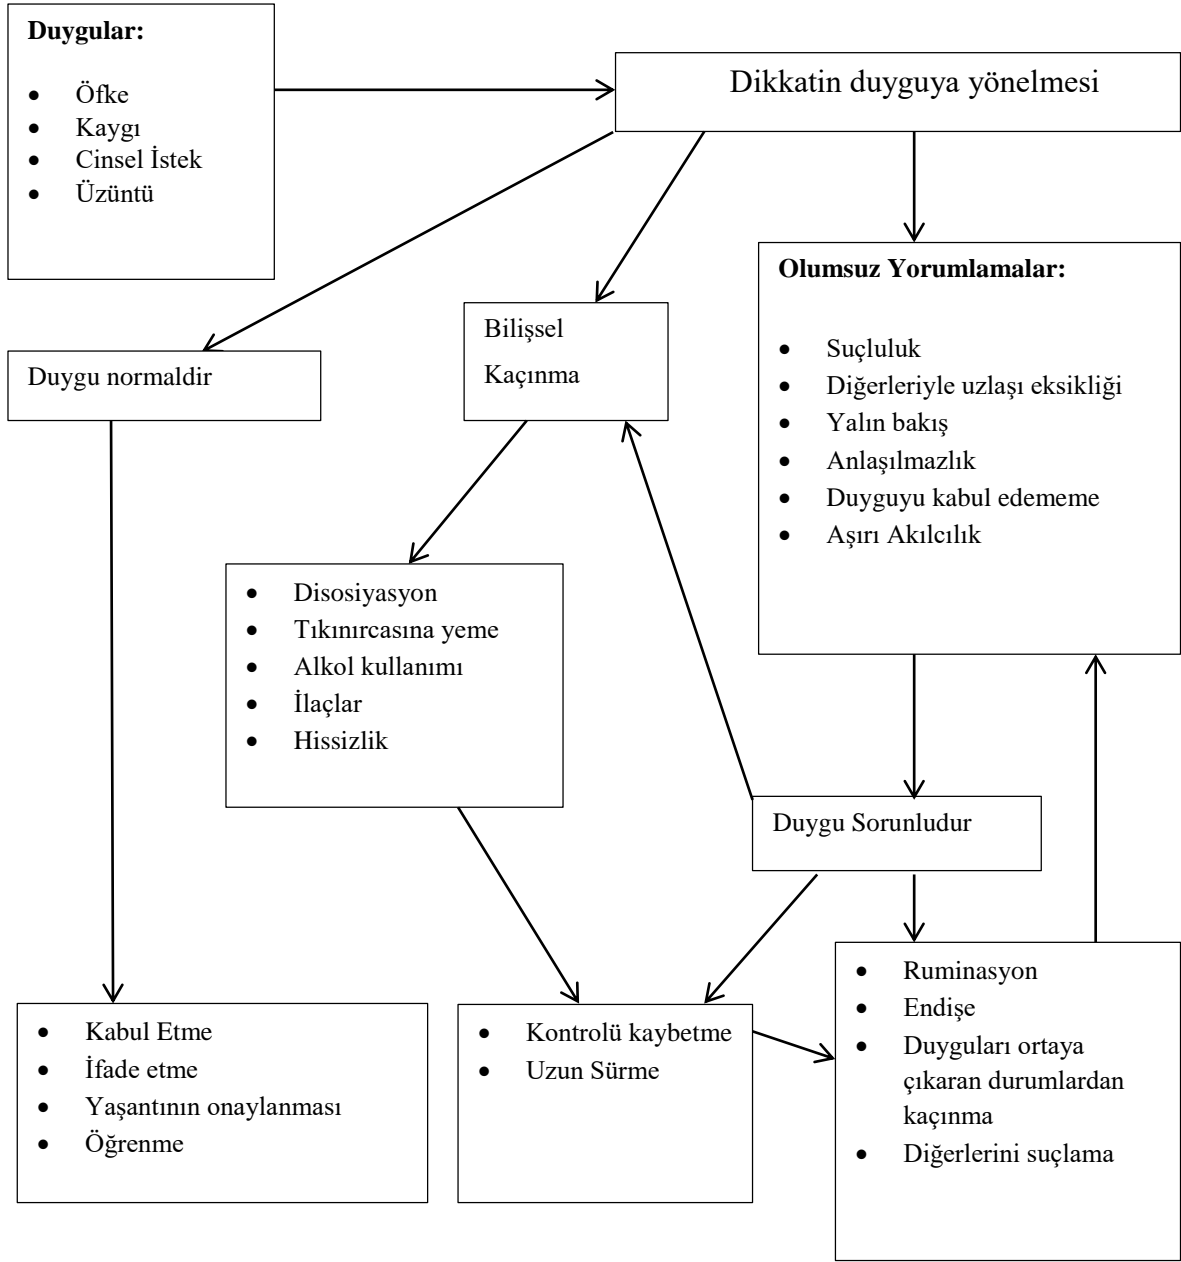 Duygular:
• Öfke
• Kaygı
• Cinsel İstek
• Üzüntü
Dikkatin duyguya yönelmesi
Duygu normaldir
Bilişsel
Kaçınma
Olumsuz Yorumlamalar:
• Suçluluk
• Diğerleriyle uzlaşı eksikliği
• Yalın bakış
• Anlaşılmazlık
• Duyguyu kabul edememe
• Aşırı Akılcılık
• Disosiyasyon
• Tıkınırcasına yeme
• Alkol kullanımı
• İlaçlar
• Hissizlik
Duygu Sorunludur
• Kabul Etme
• İfade etme
• Yaşantının onaylanması
• Öğrenme
• Kontrolü kaybetme
• Uzun Sürme
• Ruminasyon
• Endişe
• Duyguları ortaya
çıkaran durumlardan
kaçınma
• Diğerlerini suçlama